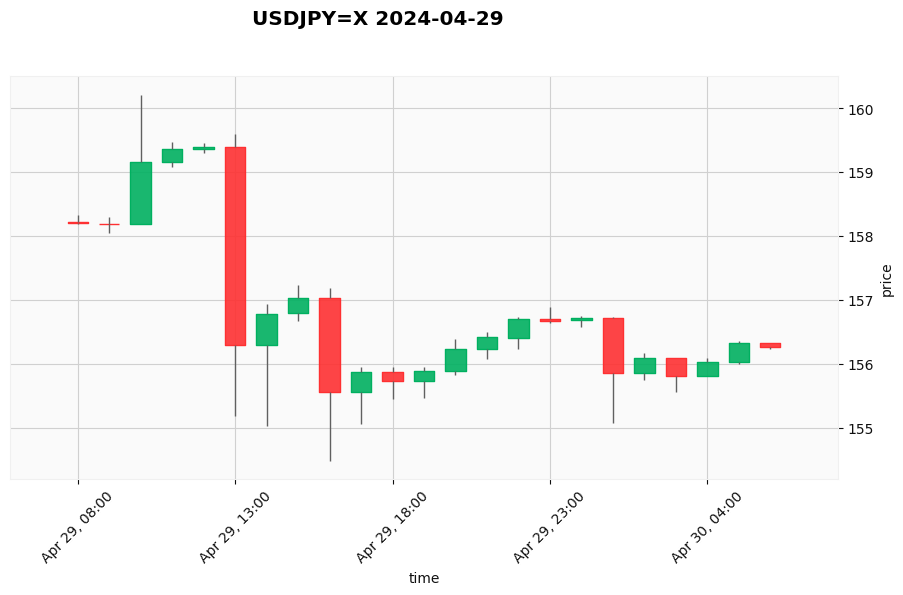 USDJPY=X 2024-04-29
160
159
158
157
156
155
price
Apr 29, 08:00
Apr 29, 13:00
Apr 29, 18:00
Apr 29, 23:00
Apr 30, 04:00
time